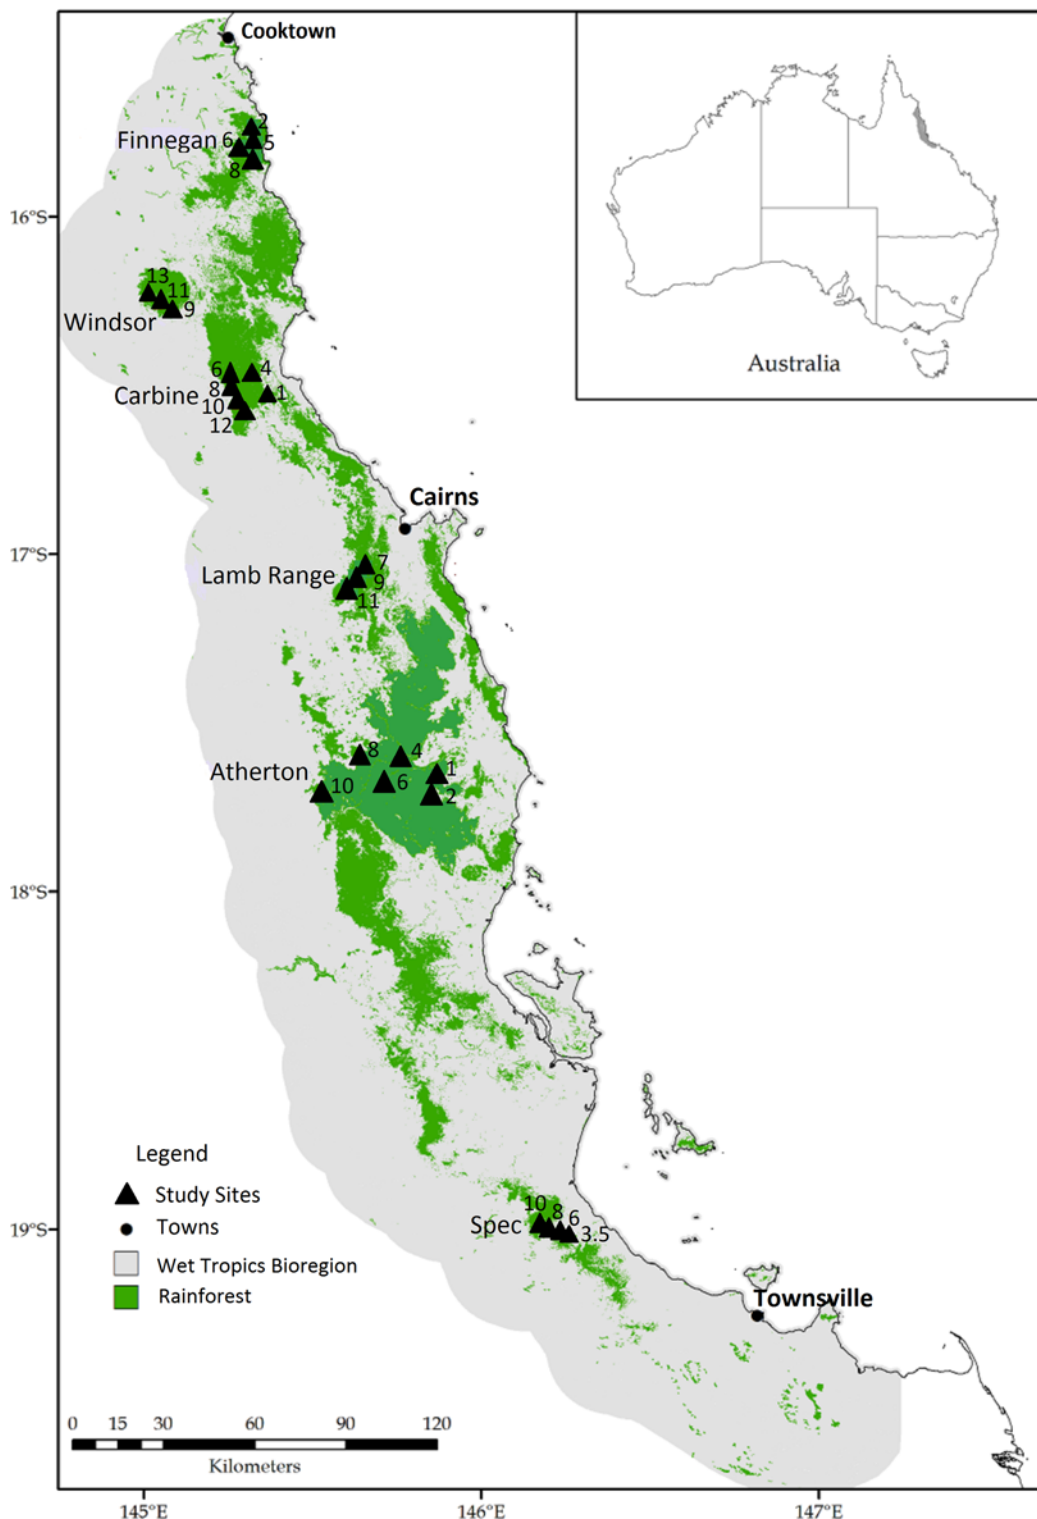 Cooktown
2
Finnegan 6 5
8
16°S
13
11
9
Windsor
6 4
8 1
Carbine
10
12
Cairns
17°S
7
Lamb Range 9
11
8 4
1
Atherton 10 6
2
18°S
Legend
Study Sites
Towns
Wet Tropics Bioregion
Rainforest
10
8
6
Spec 3.5
19°S
Townsville
0 15 30 60 90 120
Kilometers
145°E 146°E 147°E
Australia